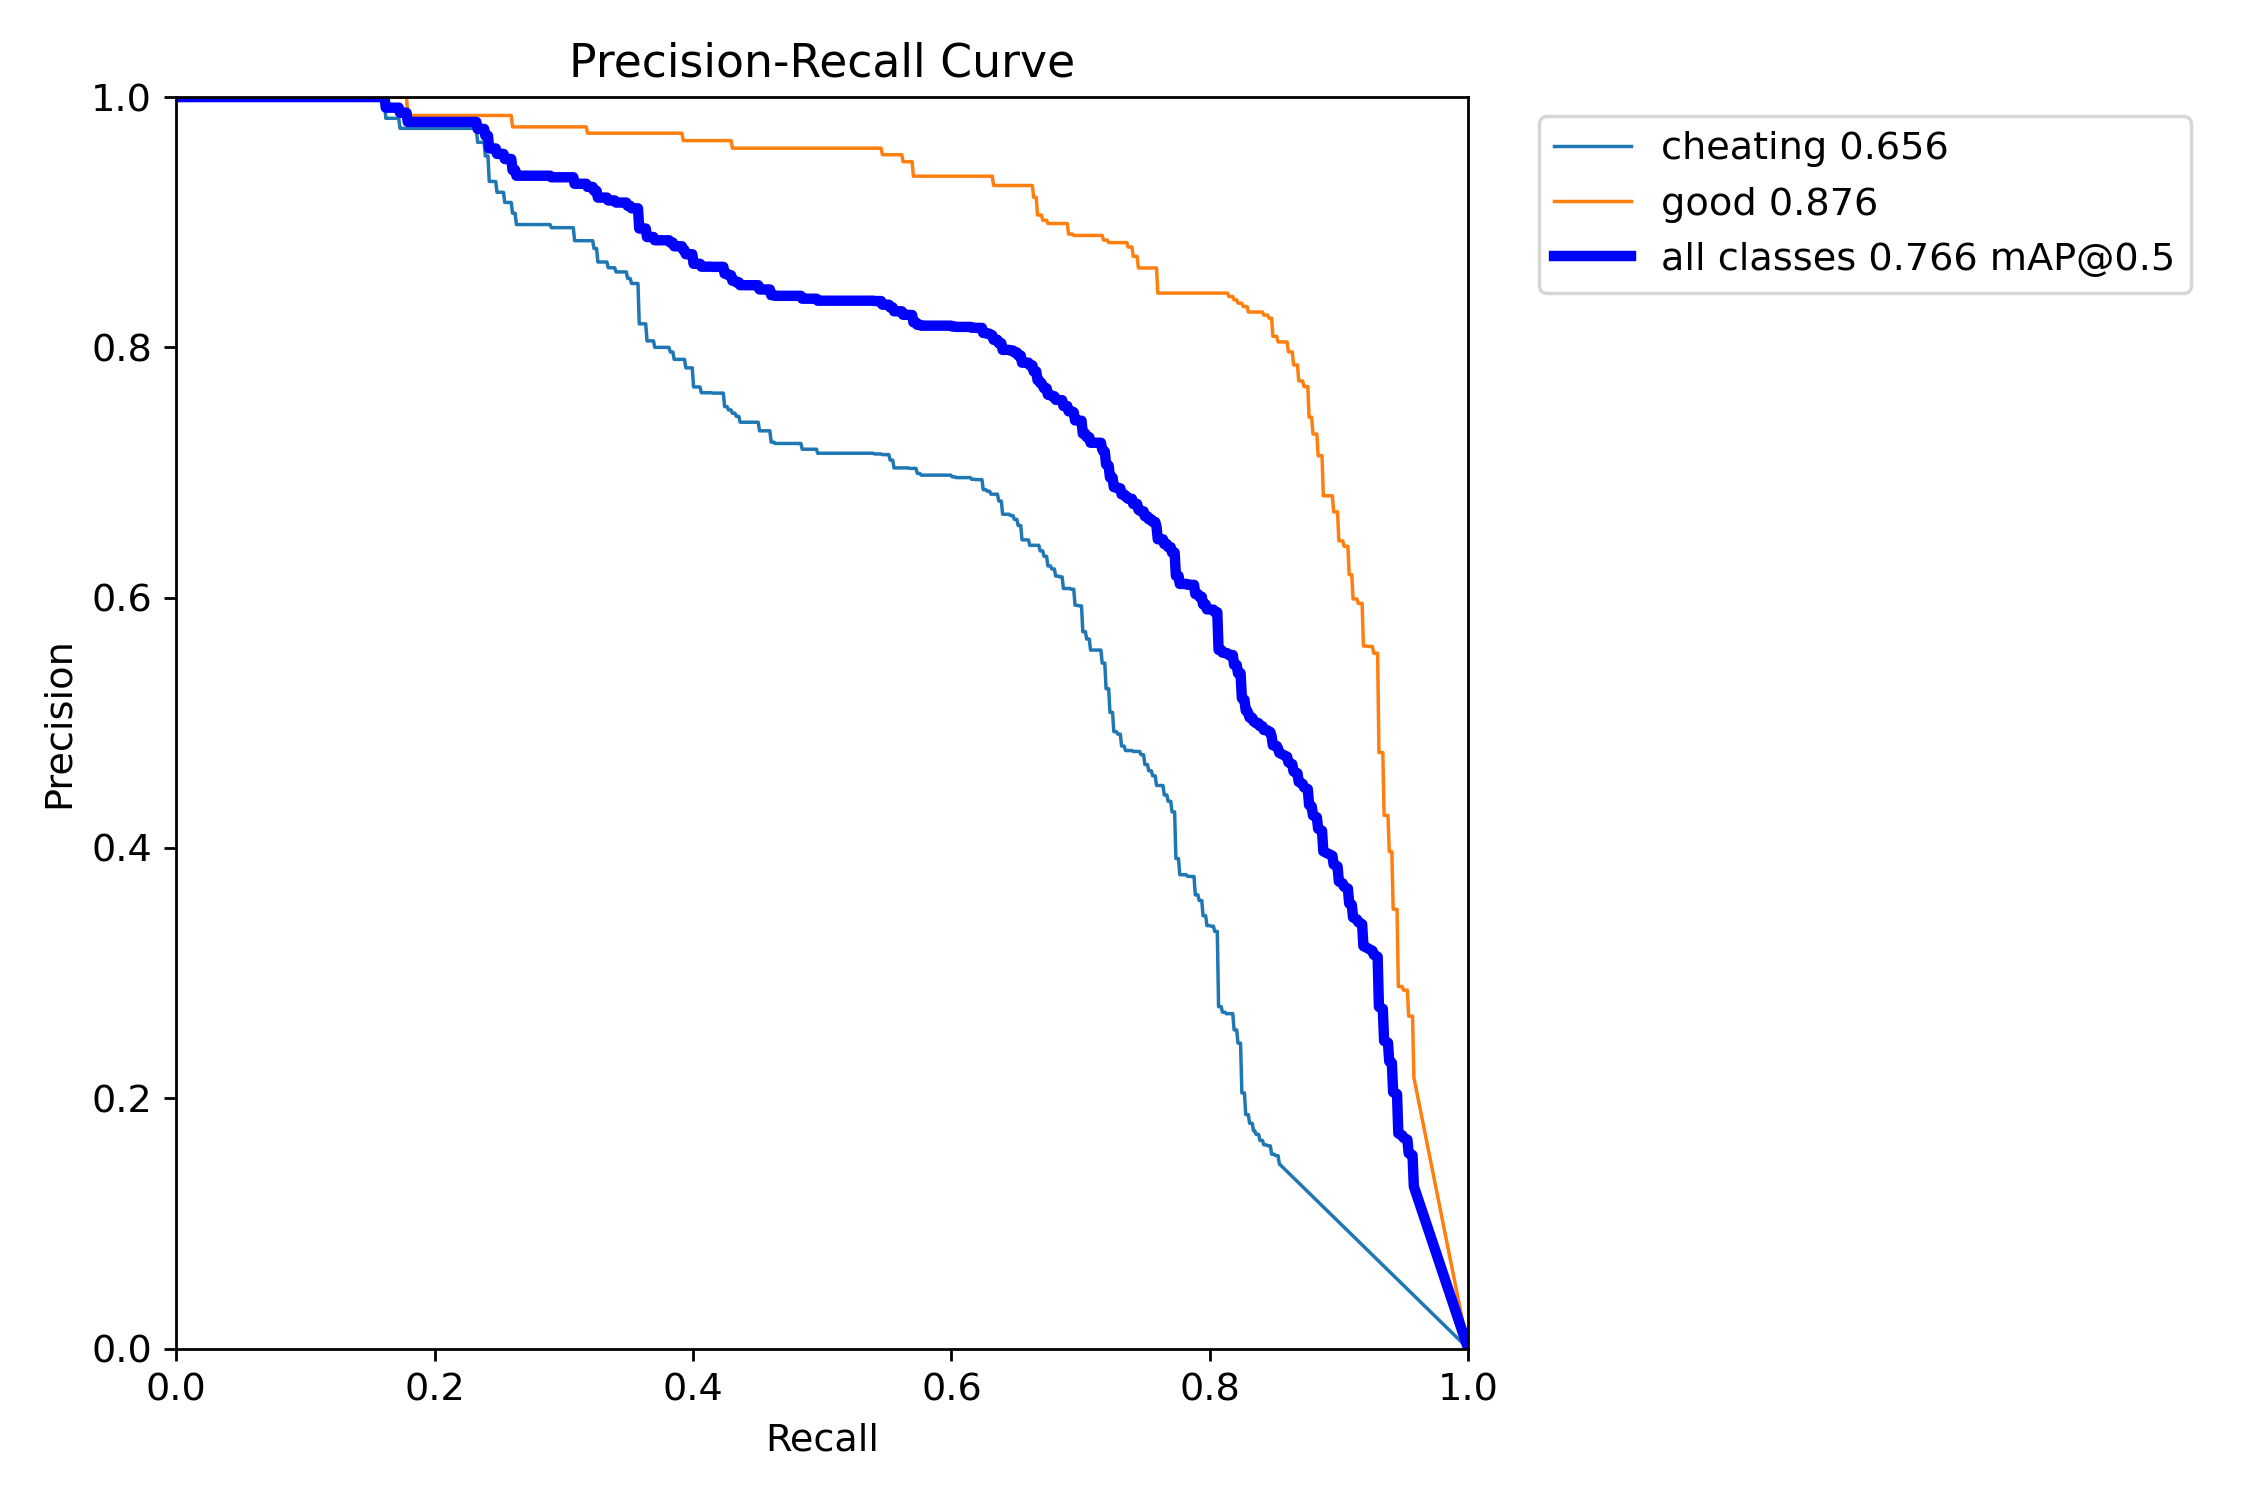 Precision-Recall Curve
cheating 0.656
good 0.876
all classes 0.766 mAP@0.5
Precision
1.0
0.8
0.6
0.4
0.2
0.0
0.0 0.2 0.4 0.6 0.8 1.0
Recall